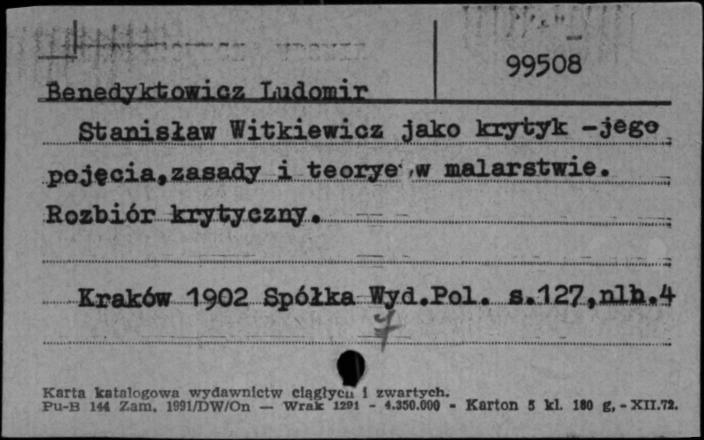 99508
Benedyktowicz Ludomir
Stanisław Witkiewicz jako krytyk -jego
pojęcia,zasady i teorye w malarstwie.
Rozbiór krytyczny.
Kraków 1902 Spółka Wyd.Pol. s.127,nlb.4
7
Karta katalogowa wydawnictw ciągłych i zwartych.
Pu-B 144 Zam. 1991/DW/On — Wrak 1291 - 4.350.000 - Karton 5 kl. 180 g, - XII.72.